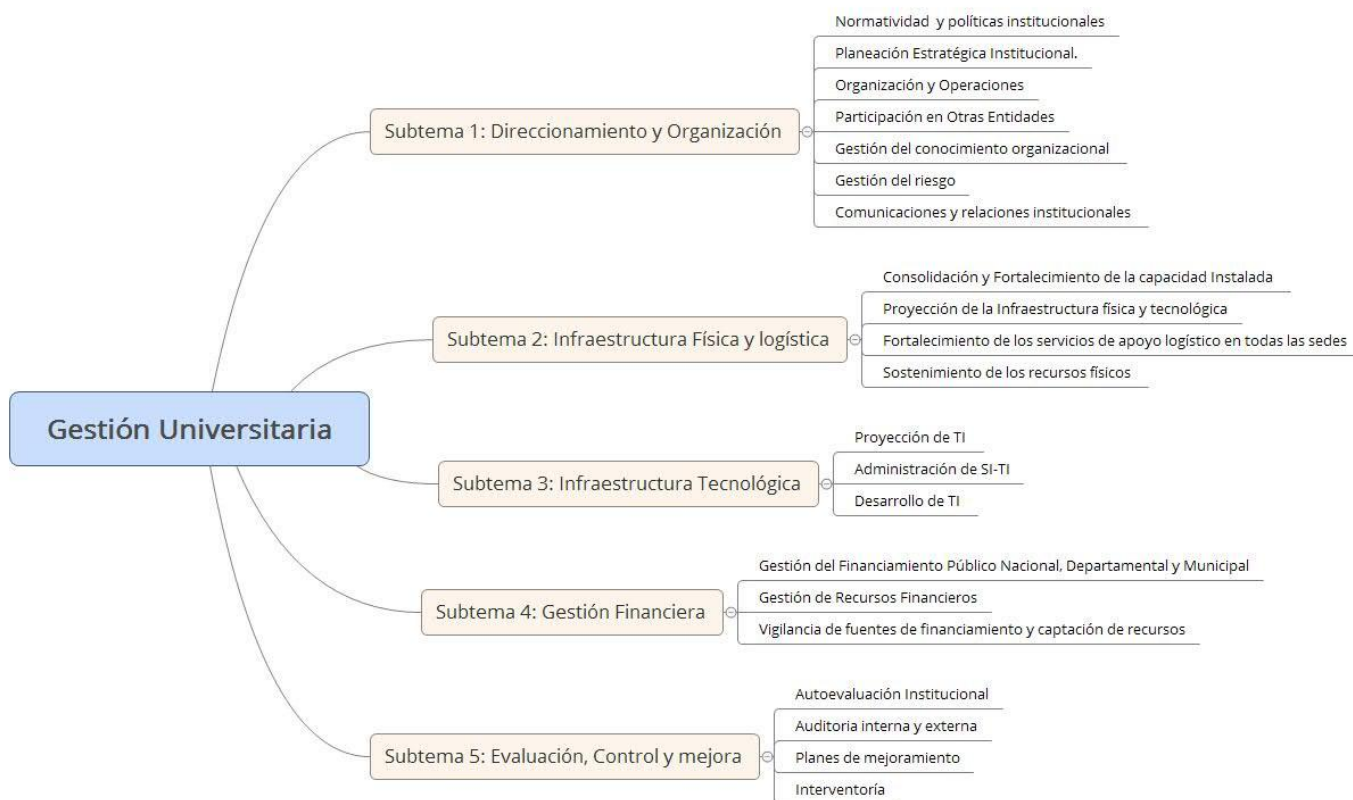 Gestión Universitaria
Subtema 1: Direccionamiento y Organización
Normatividad y políticas institucionales
Planeación Estratégica Institucional.
Organización y Operaciones
Participación en Otras Entidades
Gestión del conocimiento organizacional
Gestión del riesgo
Comunicaciones y relaciones institucionales
Subtema 2: Infraestructura Física y logística
Consolidación y Fortalecimiento de la capacidad Instalada
Proyección de la Infraestructura física y tecnológica
Fortalecimiento de los servicios de apoyo logístico en todas las sedes
Sostenimiento de los recursos físicos
Subtema 3: Infraestructura Tecnológica
Proyección de TI
Administración de SI-TI
Desarrollo de TI
Subtema 4: Gestión Financiera
Gestión del Financiamiento Público Nacional, Departamental y Municipal
Gestión de Recursos Financieros
Vigilancia de fuentes de financiamiento y captación de recursos
Subtema 5: Evaluación, Control y mejora
Autoevaluación Institucional
Auditoria interna y externa
Planes de mejoramiento
Interventoría